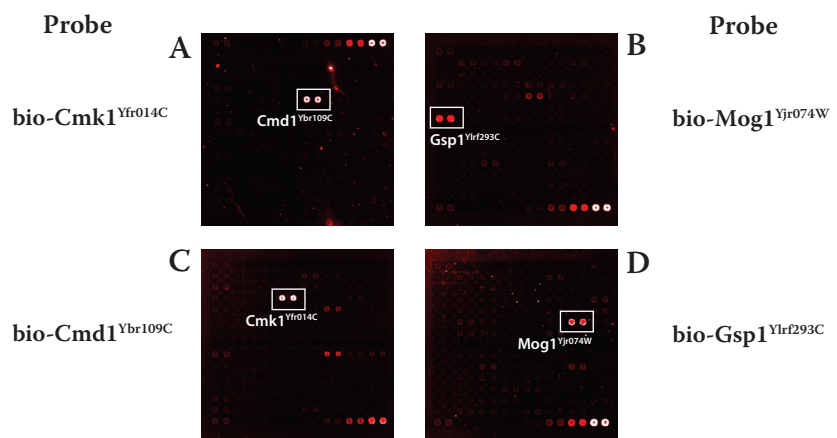 Probe
Probe
A
B
bio-Cmk1Yfr014C
Cmd1Ybr109C
Gsp1Ylrf293C
bio-Mog1Yjr074W
C
D
bio-Cmd1Ybr109C
Cmk1Yfr014C
Mog1Yjr074W
bio-Gsp1Ylrf293C